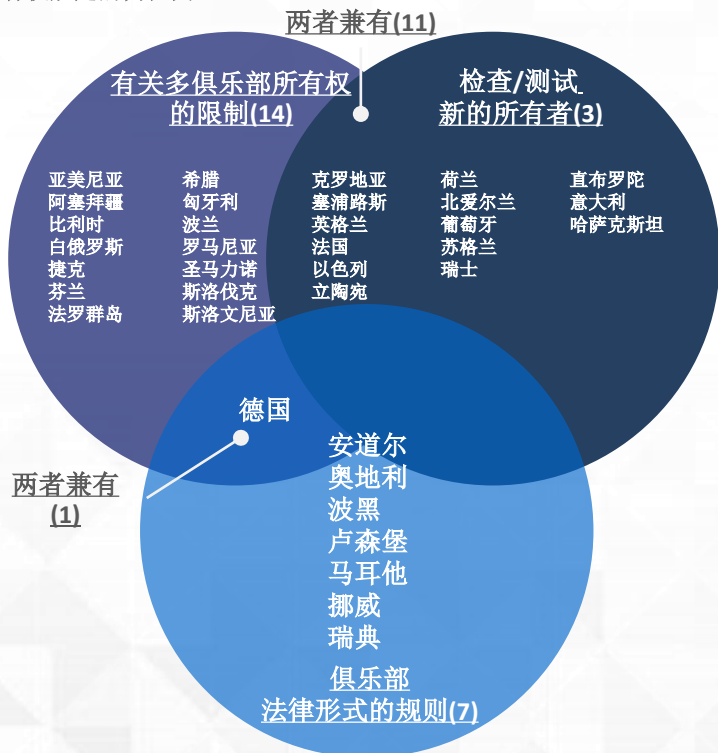 两者兼有(11)
有关多俱乐部所有权
的限制(14)
检查/测试
新的所有者(3)
亚美尼亚
阿塞拜疆
比利时
白俄罗斯
捷克
芬兰
法罗群岛
希腊
匈牙利
波兰
罗马尼亚
圣马力诺
斯洛伐克
斯洛文尼亚
克罗地亚
塞浦路斯
英格兰
法国
以色列
立陶宛
荷兰
北爱尔兰
葡萄牙
苏格兰
瑞士
直布罗陀
意大利
哈萨克斯坦
德国
两者兼有
(1)
安道尔
奥地利
波黑
卢森堡
马耳他
挪威
瑞典
俱乐部
法律形式的规则(7)